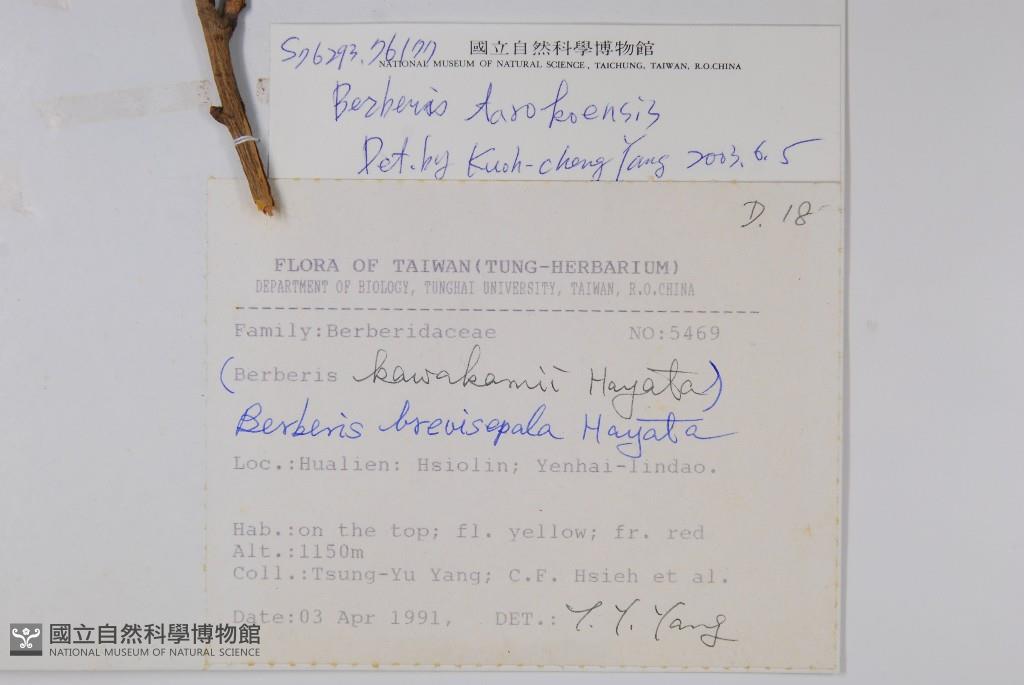 S76293.76177 國立自然科學博物館
NATIONAL MUSEUM OF NATURAL SCIENCE, TAICHUNG, TAIWAN, R.O.CHINA
Berberis tarokoensis
Det. by Kuoh-cheng Yang 2003. 6. 5
D. 18
FLORA OF TAIWAN(TUNG-HERBARIUM)
DEPARTMENT OF BIOLOGY, TUNGHAI UNIVERSITY, TAIWAN, R.O.CHINA
Family:Berberidaceae NO:5469
(Berberis kawakamii Hayata)
Berberis brevisepala Hayata
Loc.:Hualien: Hsiolin; Yenhai-lindao.
Hab.:on the top; fl. yellow; fr. red
Alt.:1150m
Coll.:Tsung-Yu Yang; C.F. Hsieh et al.
Date:03 Apr 1991, DET.: T. Y. Yang
國立自然科學博物館
NATIONAL MUSEUM OF NATURAL SCIENCE